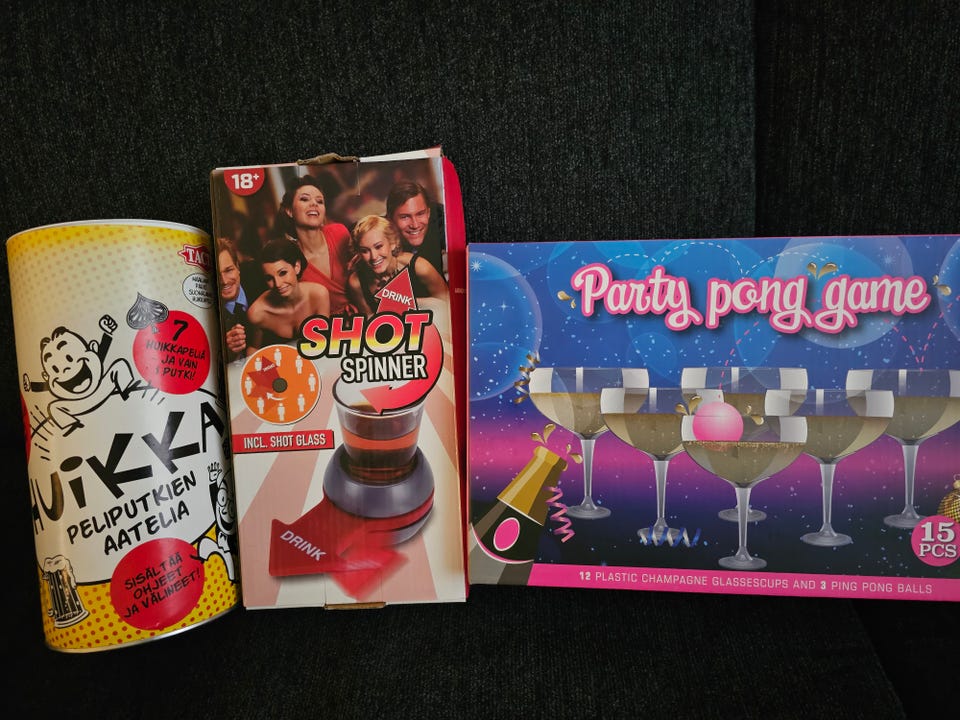 TACTIC
7
HUIKKAPELIÄ
JA VAIN
1 PUTKI!
HUIKKA
PELIPUTKIEN
AATELIA
SISÄLTÄÄ
OHJEET
JA VÄLINEET!
18+
DRINK
SHOT
SPINNER
INCL. SHOT GLASS
DRINK
Party pong game
15
PCS
12 PLASTIC CHAMPAGNE GLASSESCUPS AND 3 PING PONG BALLS